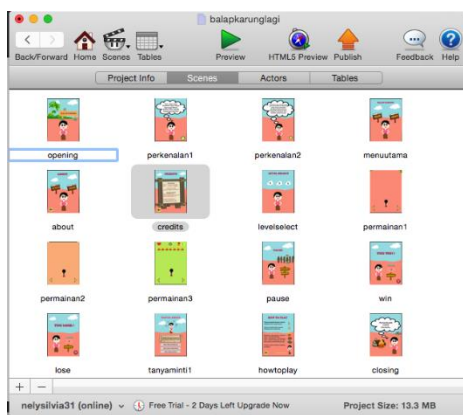 balapkarunglagi
Back/Forward Home Scenes Tables Preview HTML5 Preview Publish Feedback Help
Project Info Scenes Actors Tables
opening perkenalan1 perkenalan2 menuutama
about credits levelselect permainan1
permainan2 permainan3 pause win
lose tanyaminti1 howtoplay closing
+ −
nelysilvia31 (online) Free Trial - 2 Days Left Upgrade Now Project Size: 13.3 MB